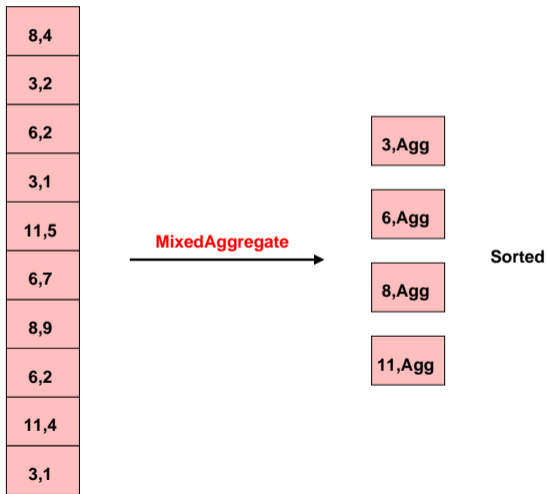 8,4
3,2
6,2
3,1
11,5
6,7
8,9
6,2
11,4
3,1
MixedAggregate
3,Agg
6,Agg
8,Agg
11,Agg
Sorted